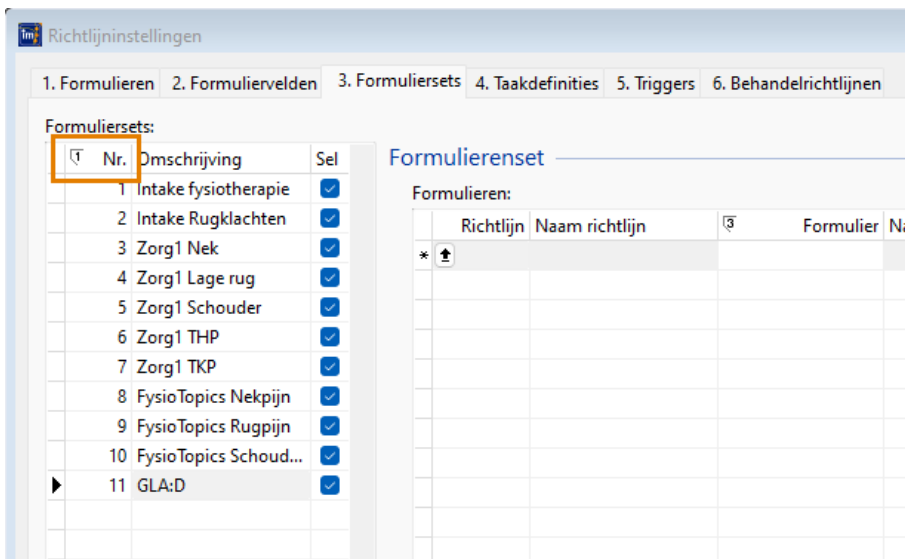 fm
Richtlijninstellingen
1. Formulieren 2. Formuliervelden 3. Formuliersets 4. Taakdefinities 5. Triggers 6. Behandelrichtlijnen
Formuliersets:
1 Nr. Omschrijving Sel
1 Intake fysiotherapie
2 Intake Rugklachten
3 Zorg1 Nek
4 Zorg1 Lage rug
5 Zorg1 Schouder
6 Zorg1 THP
7 Zorg1 TKP
8 FysioTopics Nekpijn
9 FysioTopics Rugpijn
10 FysioTopics Schoud...
11 GLA:D
Formulierenset
Formulieren:
Richtlijn Naam richtlijn 3 Formulier Na
*